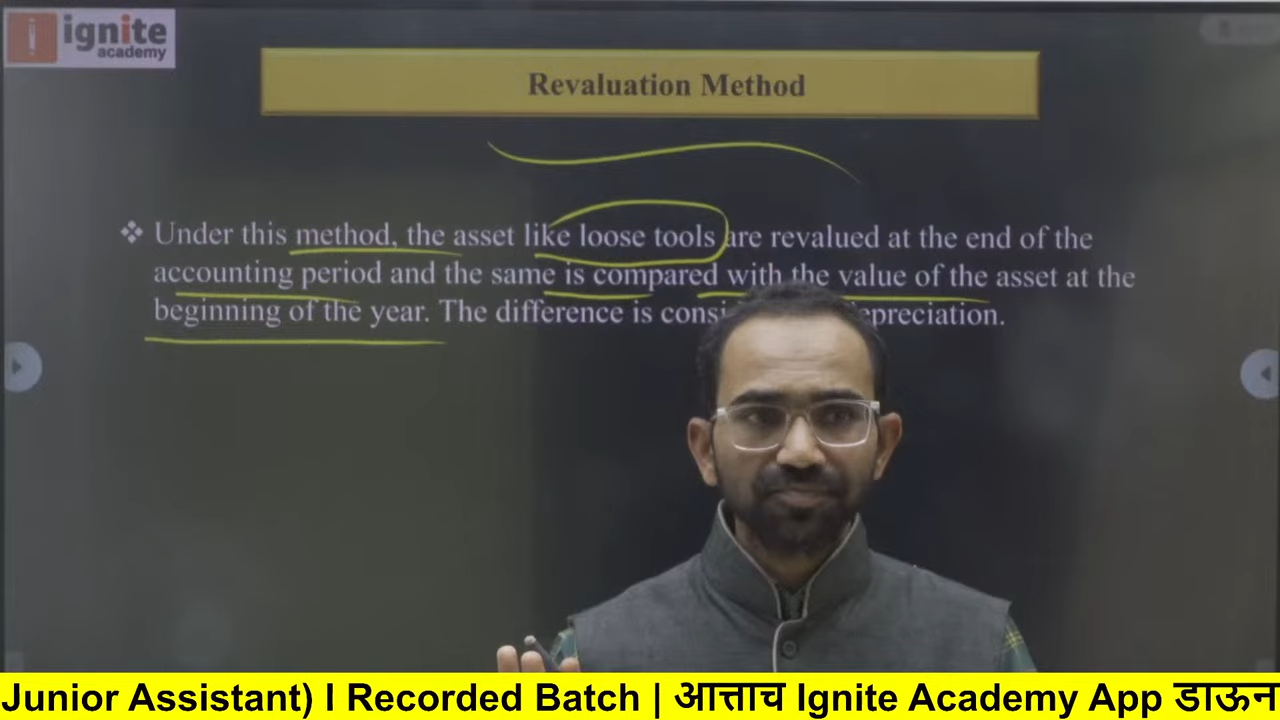 ignite
academy
Revaluation Method
❖ Under this method, the asset like loose tools are revalued at the end of the
accounting period and the same is compared with the value of the asset at the
beginning of the year. The difference is
Junior Assistant) I Recorded Batch | आत्ताच Ignite Academy App डाऊन